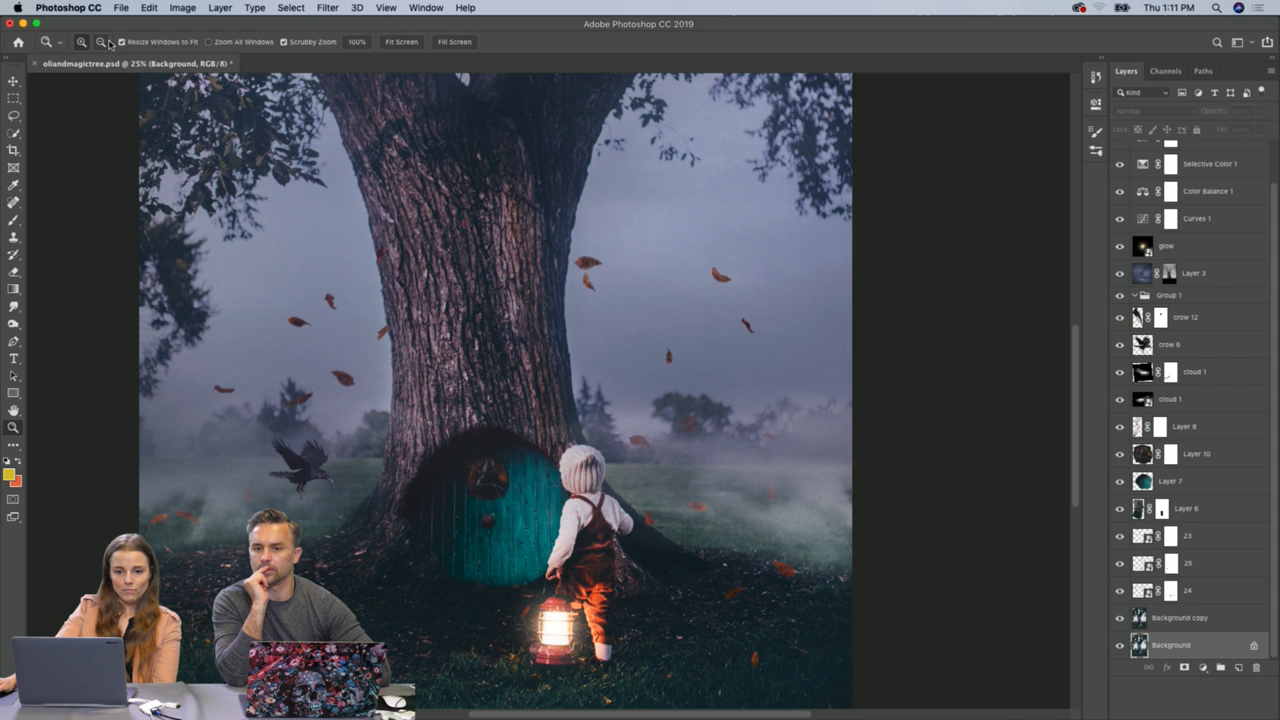 Photoshop CC File Edit Image Layer Type Select Filter 3D View Window Help Thu 1:11 PM
Adobe Photoshop CC 2019
Resize Windows to Fit Zoom All Windows Scrubby Zoom 100% Fit Screen Fill Screen
oliandmagictree.psd @ 25% (Background, RGB/8) *
Layers Channels Paths
Kind
Normal Opacity:
Lock: Fill:
Selective Color 1
Color Balance 1
Curves 1
glow
Layer 3
Group 1
crow 12
crow 6
cloud 1
cloud 1
Layer 8
Layer 10
Layer 7
Layer 6
23
25
24
Background copy
Background